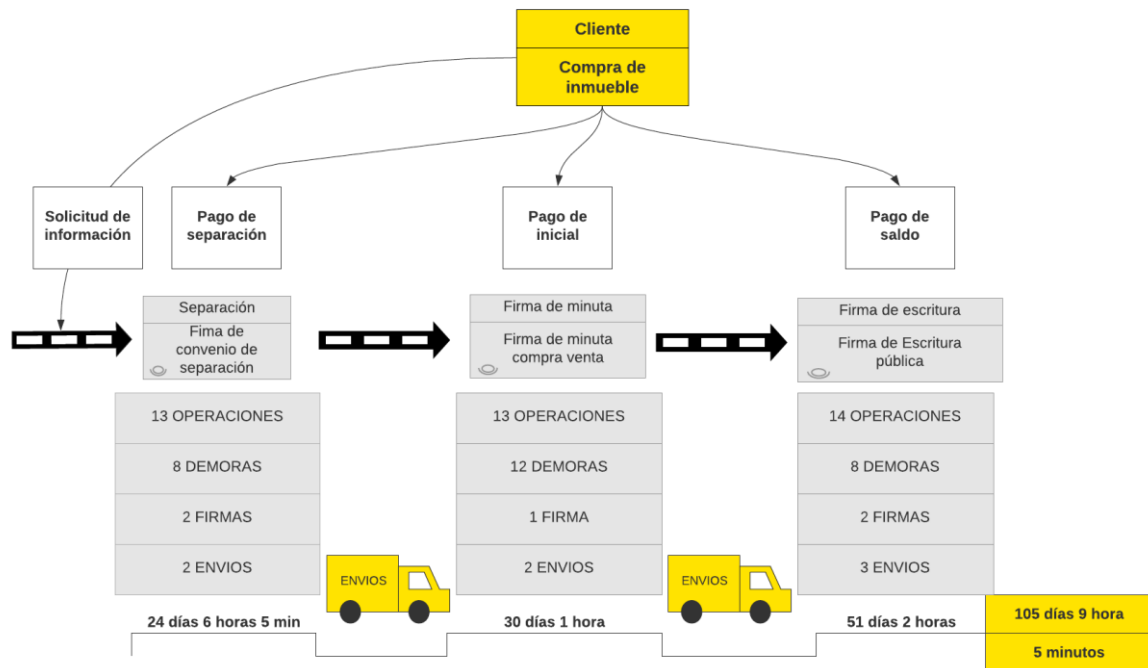 Cliente
Compra de
inmueble
Solicitud de
información
Pago de
separación
Pago de
inicial
Pago de
saldo
Separación
Fima de
convenio de
separación
Firma de minuta
Firma de minuta
compra venta
Firma de escritura
Firma de Escritura
pública
13 OPERACIONES
8 DEMORAS
2 FIRMAS
2 ENVIOS
13 OPERACIONES
12 DEMORAS
1 FIRMA
2 ENVIOS
14 OPERACIONES
8 DEMORAS
2 FIRMAS
3 ENVIOS
ENVIOS
ENVIOS
24 días 6 horas 5 min
30 días 1 hora
51 días 2 horas
105 días 9 hora
5 minutos